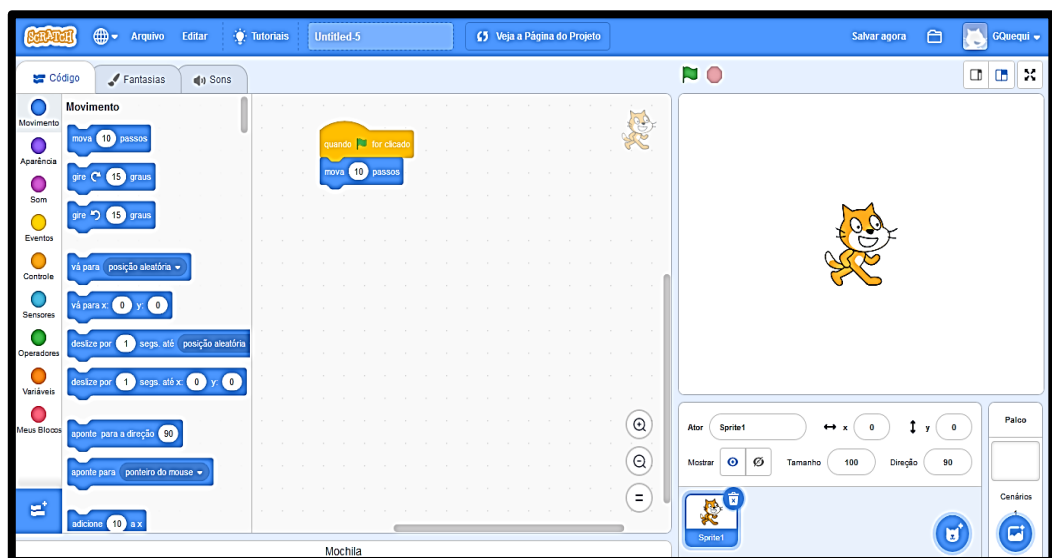 SCRATCH Arquivo Editar Tutoriais Untitled-5 Veja a Página do Projeto Salvar agora GQuequi
Código Fantasias Sons
Movimento
Aparência
Som
Eventos
Controle
Sensores
Operadores
Variáveis
Meus Blocos
Movimento
mova 10 passos
gire 15 graus
gire 15 graus
vá para posição aleatória
vá para x: 0 y: 0
deslize por 1 segs. até posição aleatória
deslize por 1 segs. até x: 0 y: 0
aponte para a direção 90
aponte para ponteiro do mouse
adicione 10 a x
quando for clicado
mova 10 passos
Mochila
Ator Sprite1 x 0 y 0
Mostrar Tamanho 100 Direção 90
Sprite1
Palco
Cenários
1